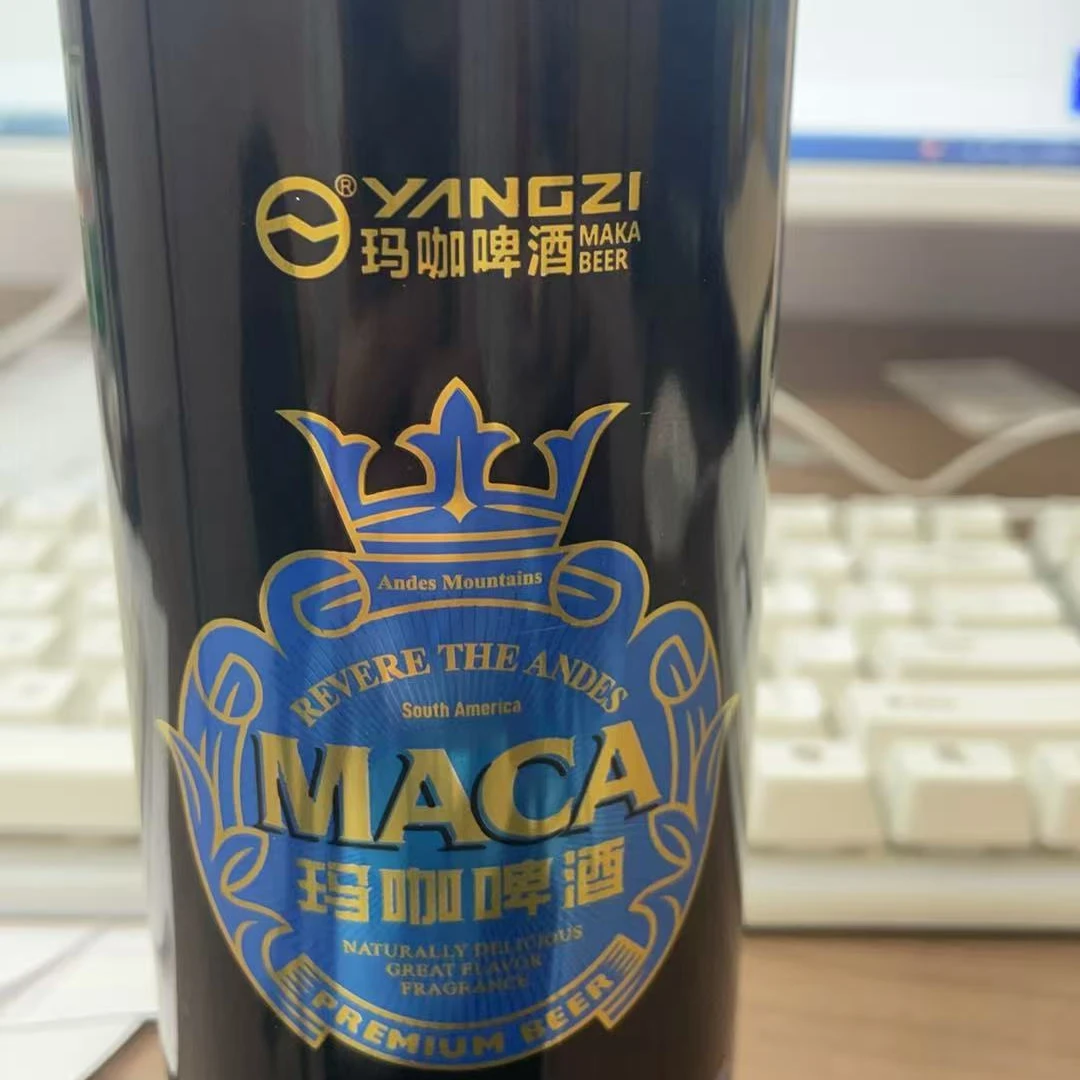 ® YANGZI
玛咖啤酒 MAKA
BEER
Andes Mountains
REVERE THE ANDES
South America
MACA
玛咖啤酒
NATURALLY DELICIOUS
GREAT FLAVOR
FRAGRANCE
PREMIUM BEER